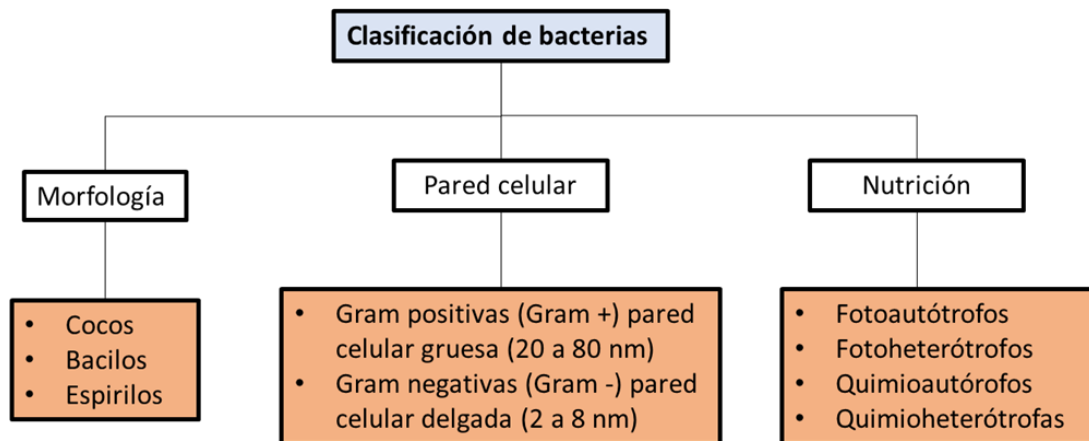 Clasificación de bacterias
Morfología
Pared celular
Nutrición
• Cocos
• Bacilos
• Espirilos
• Gram positivas (Gram +) pared
celular gruesa (20 a 80 nm)
• Gram negativas (Gram -) pared
celular delgada (2 a 8 nm)
• Fotoautótrofos
• Fotoheterótrofos
• Quimioautórofos
• Quimioheterótrofas